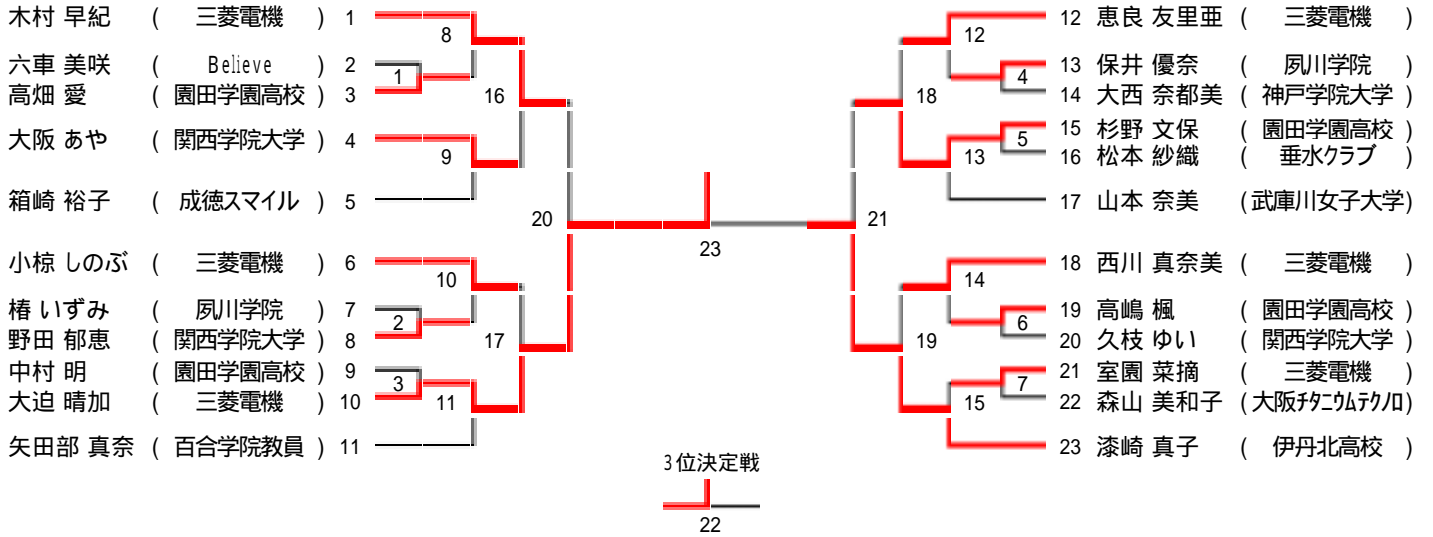 木村 早紀 ( 三菱電機 ) 1
六車 美咲 ( Believe ) 2
高畑 愛 ( 園田学園高校 ) 3
大阪 あや ( 関西学院大学 ) 4
箱崎 裕子 ( 成徳スマイル ) 5
小椋 しのぶ ( 三菱電機 ) 6
椿 いずみ ( 夙川学院 ) 7
野田 郁恵 ( 関西学院大学 ) 8
中村 明 ( 園田学園高校 ) 9
大迫 晴加 ( 三菱電機 ) 10
矢田部 真奈 ( 百合学院教員 ) 11
8
1
16
9
20
10
2
17
3
11
23
3位決定戦
22
12
4
18
5
13
21
14
6
19
7
15
12 恵良 友里亜 ( 三菱電機 )
13 保井 優奈 ( 夙川学院 )
14 大西 奈都美 ( 神戸学院大学 )
15 杉野 文保 ( 園田学園高校 )
16 松本 紗織 ( 垂水クラブ )
17 山本 奈美 (武庫川女子大学)
18 西川 真奈美 ( 三菱電機 )
19 高嶋 楓 ( 園田学園高校 )
20 久枝 ゆい ( 関西学院大学 )
21 室園 菜摘 ( 三菱電機 )
22 森山 美和子 (大阪ﾁﾀﾆｳﾑﾃｸﾉﾛ)
23 漆崎 真子 ( 伊丹北高校 )